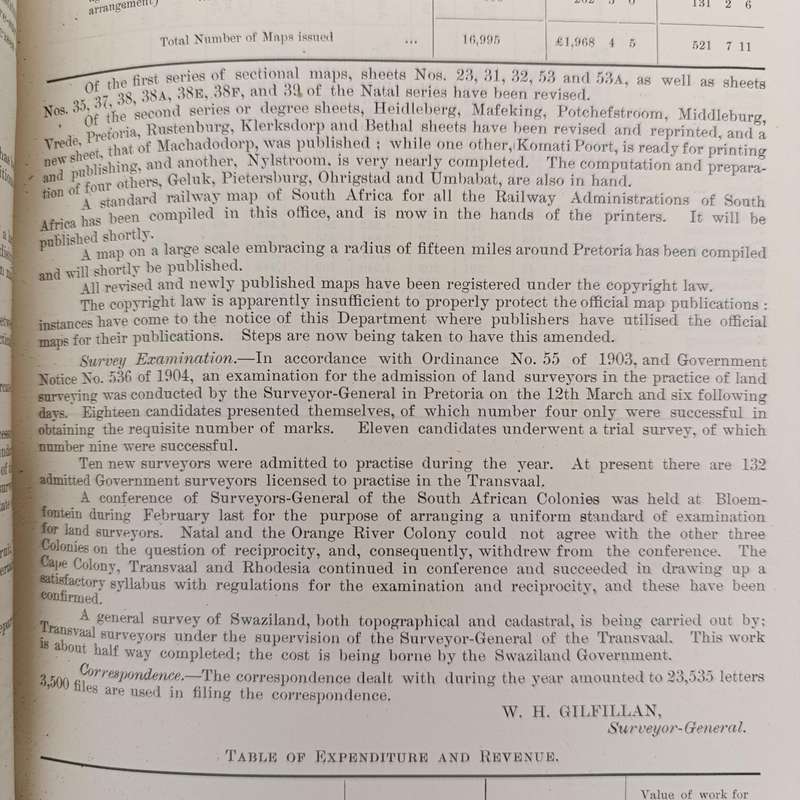 arrangement)
131 2 6
Total Number of Maps issued ... 16,995 £1,968 4 5 521 7 11
Of the first series of sectional maps, sheets Nos. 23, 31, 32, 53 and 53A, as well as sheets
Nos. 35, 37, 38, 38A, 38E, 38F, and 39 of the Natal series have been revised.
Of the second series or degree sheets, Heidleberg, Mafeking, Potchefstroom, Middleburg,
Vrede, Pretoria, Rustenburg, Klerksdorp and Bethal sheets have been revised and reprinted, and a
new sheet, that of Machadodorp, was published ; while one other, Komati Poort, is ready for printing
and publishing, and another, Nylstroom, is very nearly completed. The computation and prepara-
tion of four others, Geluk, Pietersburg, Ohrigstad and Umbabat, are also in hand.
A standard railway map of South Africa for all the Railway Administrations of South
Africa has been compiled in this office, and is now in the hands of the printers. It will be
published shortly.
A map on a large scale embracing a radius of fifteen miles around Pretoria has been compiled
and will shortly be published.
All revised and newly published maps have been registered under the copyright law.
The copyright law is apparently insufficient to properly protect the official map publications :
instances have come to the notice of this Department where publishers have utilised the official
maps for their publications. Steps are now being taken to have this amended.
Survey Examination.—In accordance with Ordinance No. 55 of 1903, and Government
Notice No. 536 of 1904, an examination for the admission of land surveyors in the practice of land
surveying was conducted by the Surveyor-General in Pretoria on the 12th March and six following
days. Eighteen candidates presented themselves, of which number four only were successful in
obtaining the requisite number of marks. Eleven candidates underwent a trial survey, of which
number nine were successful.
Ten new surveyors were admitted to practise during the year. At present there are 132
admitted Government surveyors licensed to practise in the Transvaal.
A conference of Surveyors-General of the South African Colonies was held at Bloem-
fontein during February last for the purpose of arranging a uniform standard of examination
for land surveyors. Natal and the Orange River Colony could not agree with the other three
Colonies on the question of reciprocity, and, consequently, withdrew from the conference. The
Cape Colony, Transvaal and Rhodesia continued in conference and succeeded in drawing up a
satisfactory syllabus with regulations for the examination and reciprocity, and these have been
confirmed.
A general survey of Swaziland, both topographical and cadastral, is being carried out by
Transvaal surveyors under the supervision of the Surveyor-General of the Transvaal. This work
is about half way completed; the cost is being borne by the Swaziland Government.
Correspondence.—The correspondence dealt with during the year amounted to 23,535 letters
3,500 files are used in filing the correspondence.
W. H. GILFILLAN,
Surveyor-General.
TABLE OF EXPENDITURE AND REVENUE.
Value of work for